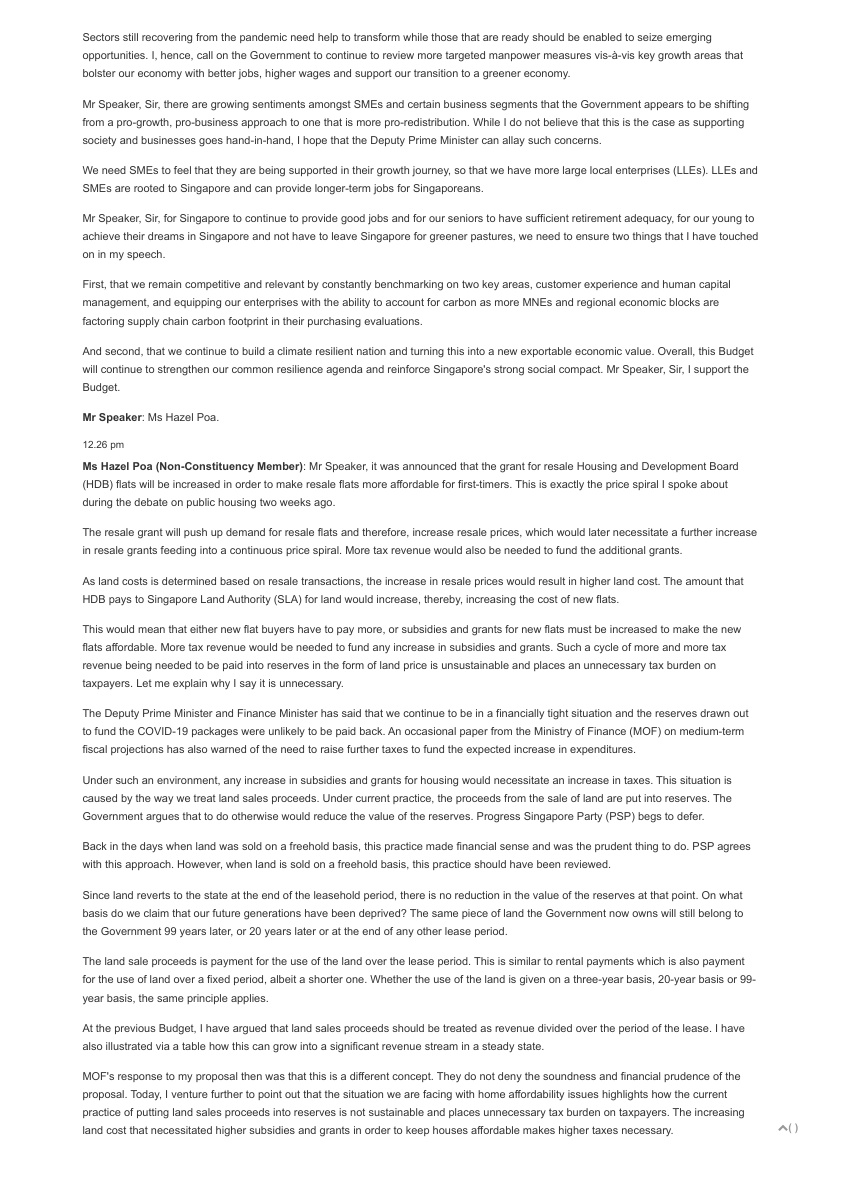 Sectors still recovering from the pandemic need help to transform while those that are ready should be enabled to seize emerging
opportunities. I, hence, call on the Government to continue to review more targeted manpower measures vis-à-vis key growth areas that
bolster our economy with better jobs, higher wages and support our transition to a greener economy.
Mr Speaker, Sir, there are growing sentiments amongst SMEs and certain business segments that the Government appears to be shifting
from a pro-growth, pro-business approach to one that is more pro-redistribution. While I do not believe that this is the case as supporting
society and businesses goes hand-in-hand, I hope that the Deputy Prime Minister can allay such concerns.
We need SMEs to feel that they are being supported in their growth journey, so that we have more large local enterprises (LLEs). LLEs and
SMEs are rooted to Singapore and can provide longer-term jobs for Singaporeans.
Mr Speaker, Sir, for Singapore to continue to provide good jobs and for our seniors to have sufficient retirement adequacy, for our young to
achieve their dreams in Singapore and not have to leave Singapore for greener pastures, we need to ensure two things that I have touched
on in my speech.
First, that we remain competitive and relevant by constantly benchmarking on two key areas, customer experience and human capital
management, and equipping our enterprises with the ability to account for carbon as more MNEs and regional economic blocks are
factoring supply chain carbon footprint in their purchasing evaluations.
And second, that we continue to build a climate resilient nation and turning this into a new exportable economic value. Overall, this Budget
will continue to strengthen our common resilience agenda and reinforce Singapore's strong social compact. Mr Speaker, Sir, I support the
Budget.
Mr Speaker: Ms Hazel Poa.
12.26 pm
Ms Hazel Poa (Non-Constituency Member): Mr Speaker, it was announced that the grant for resale Housing and Development Board
(HDB) flats will be increased in order to make resale flats more affordable for first-timers. This is exactly the price spiral I spoke about
during the debate on public housing two weeks ago.
The resale grant will push up demand for resale flats and therefore, increase resale prices, which would later necessitate a further increase
in resale grants feeding into a continuous price spiral. More tax revenue would also be needed to fund the additional grants.
As land costs is determined based on resale transactions, the increase in resale prices would result in higher land cost. The amount that
HDB pays to Singapore Land Authority (SLA) for land would increase, thereby, increasing the cost of new flats.
This would mean that either new flat buyers have to pay more, or subsidies and grants for new flats must be increased to make the new
flats affordable. More tax revenue would be needed to fund any increase in subsidies and grants. Such a cycle of more and more tax
revenue being needed to be paid into reserves in the form of land price is unsustainable and places an unnecessary tax burden on
taxpayers. Let me explain why I say it is unnecessary.
The Deputy Prime Minister and Finance Minister has said that we continue to be in a financially tight situation and the reserves drawn out
to fund the COVID-19 packages were unlikely to be paid back. An occasional paper from the Ministry of Finance (MOF) on medium-term
fiscal projections has also warned of the need to raise further taxes to fund the expected increase in expenditures.
Under such an environment, any increase in subsidies and grants for housing would necessitate an increase in taxes. This situation is
caused by the way we treat land sales proceeds. Under current practice, the proceeds from the sale of land are put into reserves. The
Government argues that to do otherwise would reduce the value of the reserves. Progress Singapore Party (PSP) begs to defer.
Back in the days when land was sold on a freehold basis, this practice made financial sense and was the prudent thing to do. PSP agrees
with this approach. However, when land is sold on a freehold basis, this practice should have been reviewed.
Since land reverts to the state at the end of the leasehold period, there is no reduction in the value of the reserves at that point. On what
basis do we claim that our future generations have been deprived? The same piece of land the Government now owns will still belong to
the Government 99 years later, or 20 years later or at the end of any other lease period.
The land sale proceeds is payment for the use of the land over the lease period. This is similar to rental payments which is also payment
for the use of land over a fixed period, albeit a shorter one. Whether the use of the land is given on a three-year basis, 20-year basis or 99-
year basis, the same principle applies.
At the previous Budget, I have argued that land sales proceeds should be treated as revenue divided over the period of the lease. I have
also illustrated via a table how this can grow into a significant revenue stream in a steady state.
MOF's response to my proposal then was that this is a different concept. They do not deny the soundness and financial prudence of the
proposal. Today, I venture further to point out that the situation we are facing with home affordability issues highlights how the current
practice of putting land sales proceeds into reserves is not sustainable and places unnecessary tax burden on taxpayers. The increasing
land cost that necessitated higher subsidies and grants in order to keep houses affordable makes higher taxes necessary.
( )